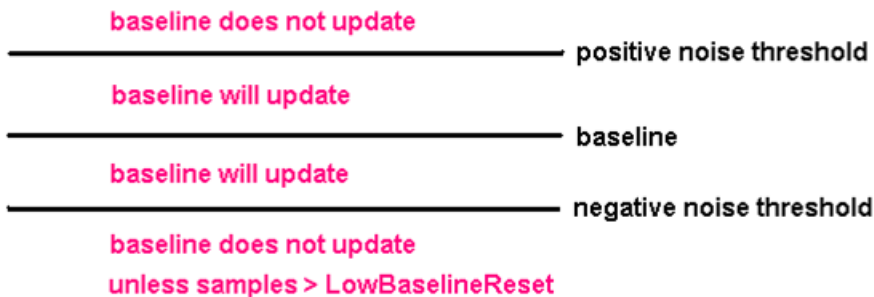 baseline does not update
positive noise threshold
baseline will update
baseline
baseline will update
negative noise threshold
baseline does not update
unless samples > LowBaselineReset